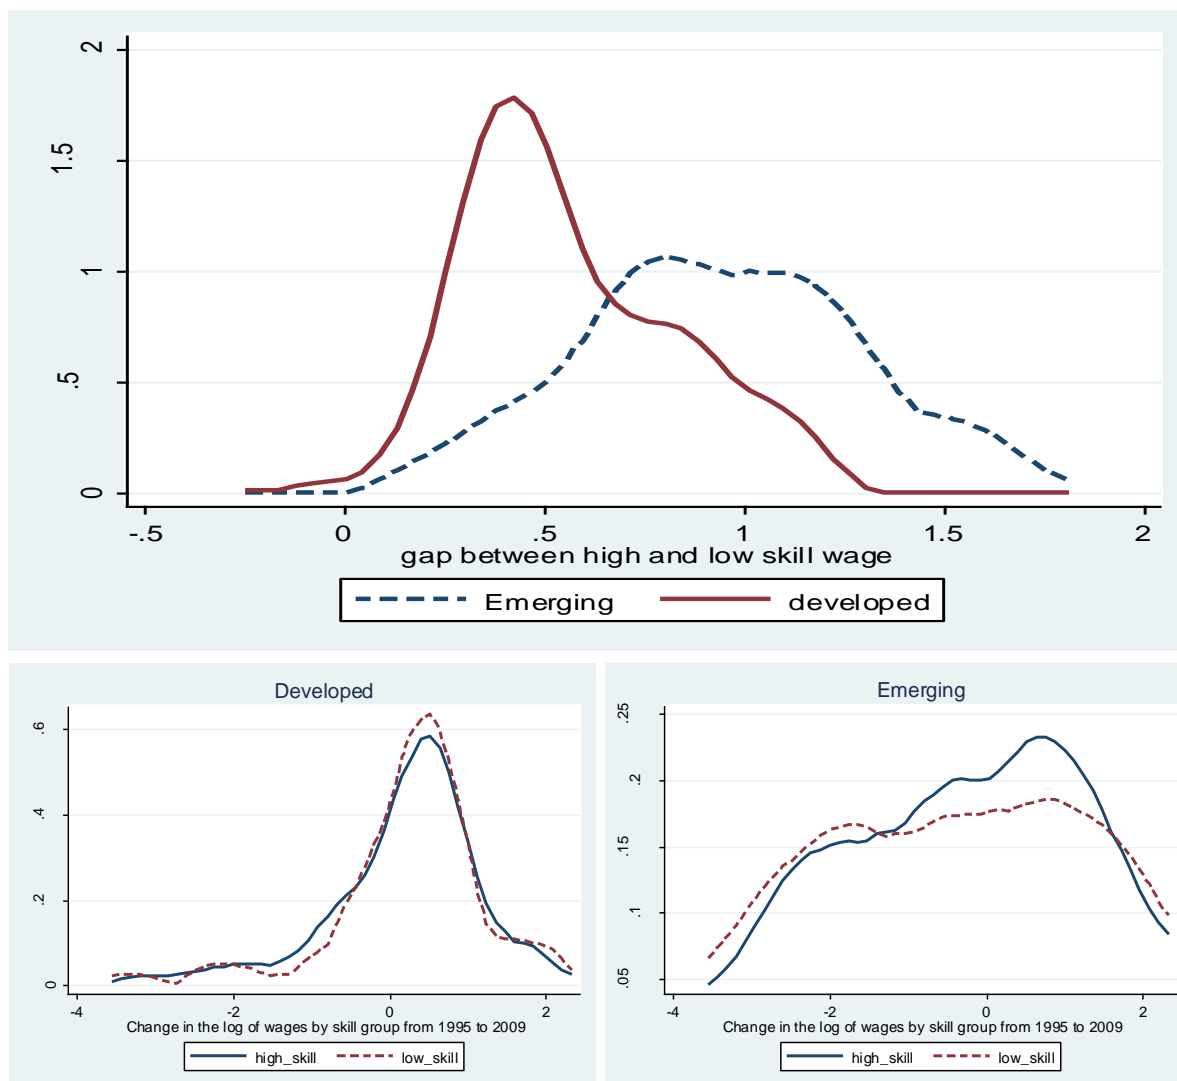 2
1.5
1
.5
0
-.5 0 .5 1 1.5 2
gap between high and low skill wage
Emerging developed
Developed
.6
.4
.2
0
-4 -2 0 2
Change in the log of wages by skill group from 1995 to 2009
high_skill low_skill
Emerging
.25
.2
.15
.1
.05
-4 -2 0 2
Change in the log of wages by skill group from 1995 to 2009
high_skill low_skill